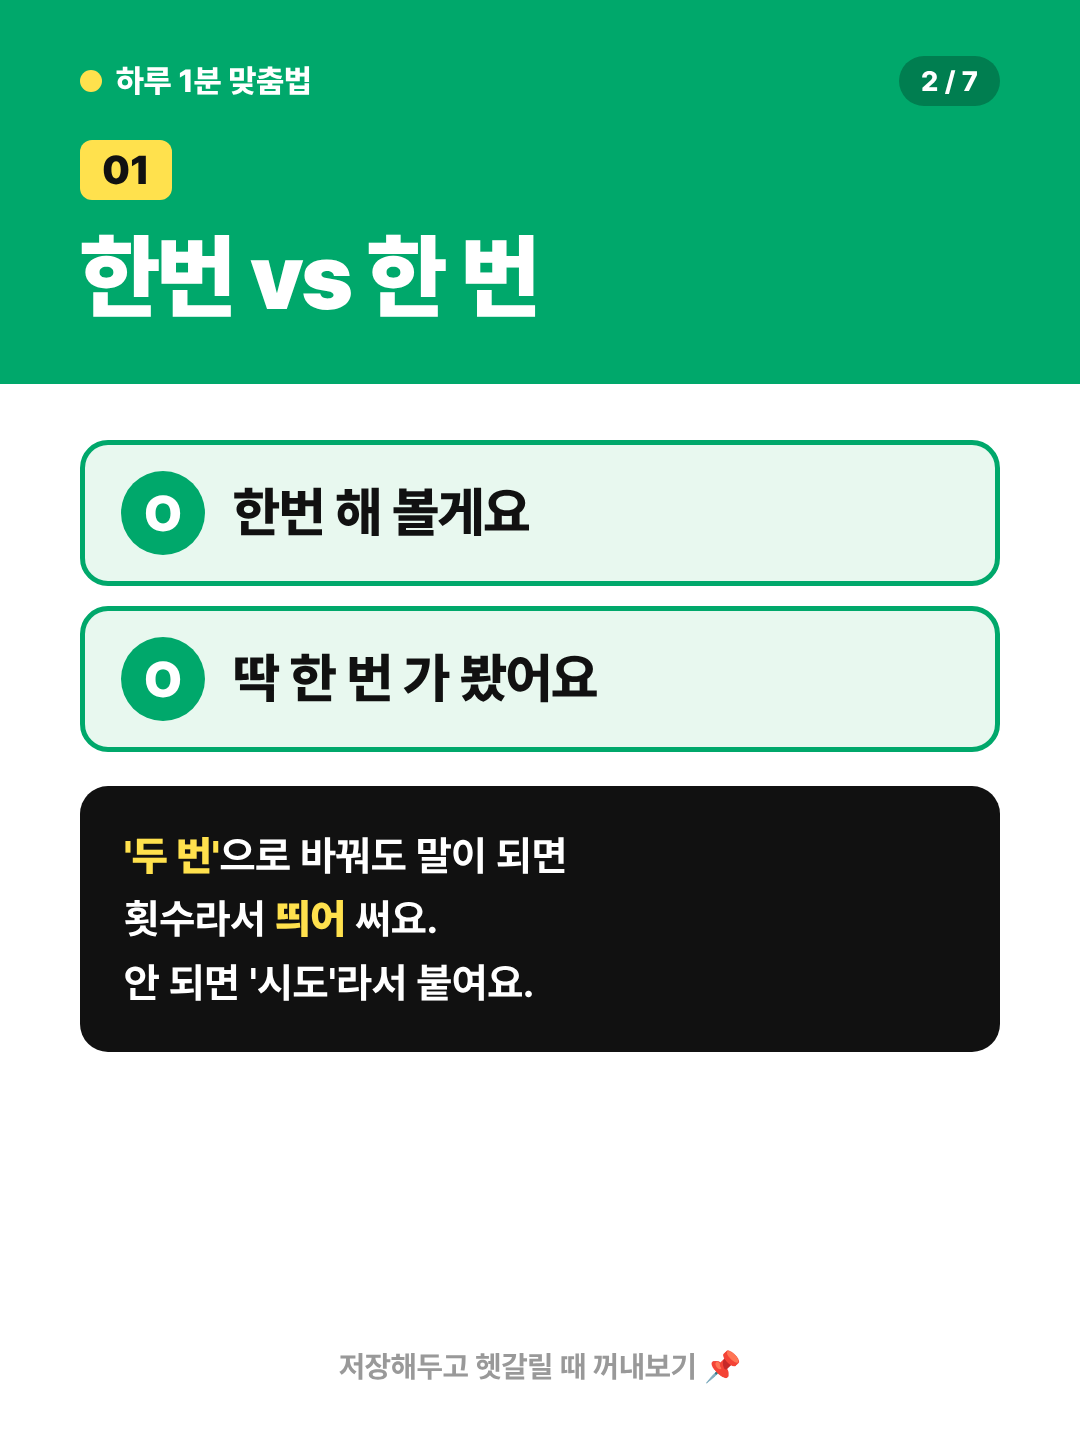 하루 1분 맞춤법
2 / 7
01
한번 vs 한 번
O 한번 해 볼게요
O 딱 한 번 가 봤어요
'두 번'으로 바꿔도 말이 되면
횟수라서 띄어 써요.
안 되면 '시도'라서 붙여요.
저장해두고 헷갈릴 때 꺼내보기 📌